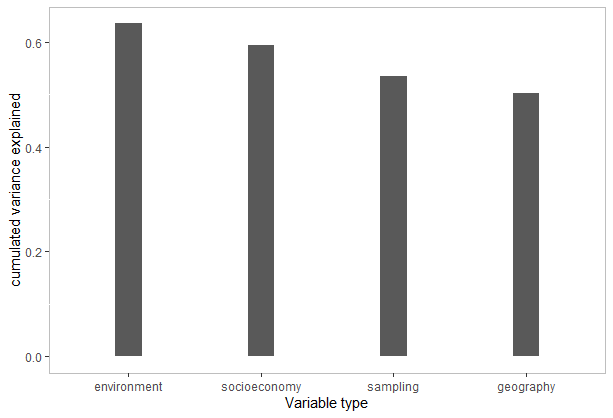 cumulated variance explained
0.6
0.4
0.2
0.0
environment socioeconomy sampling geography
Variable type